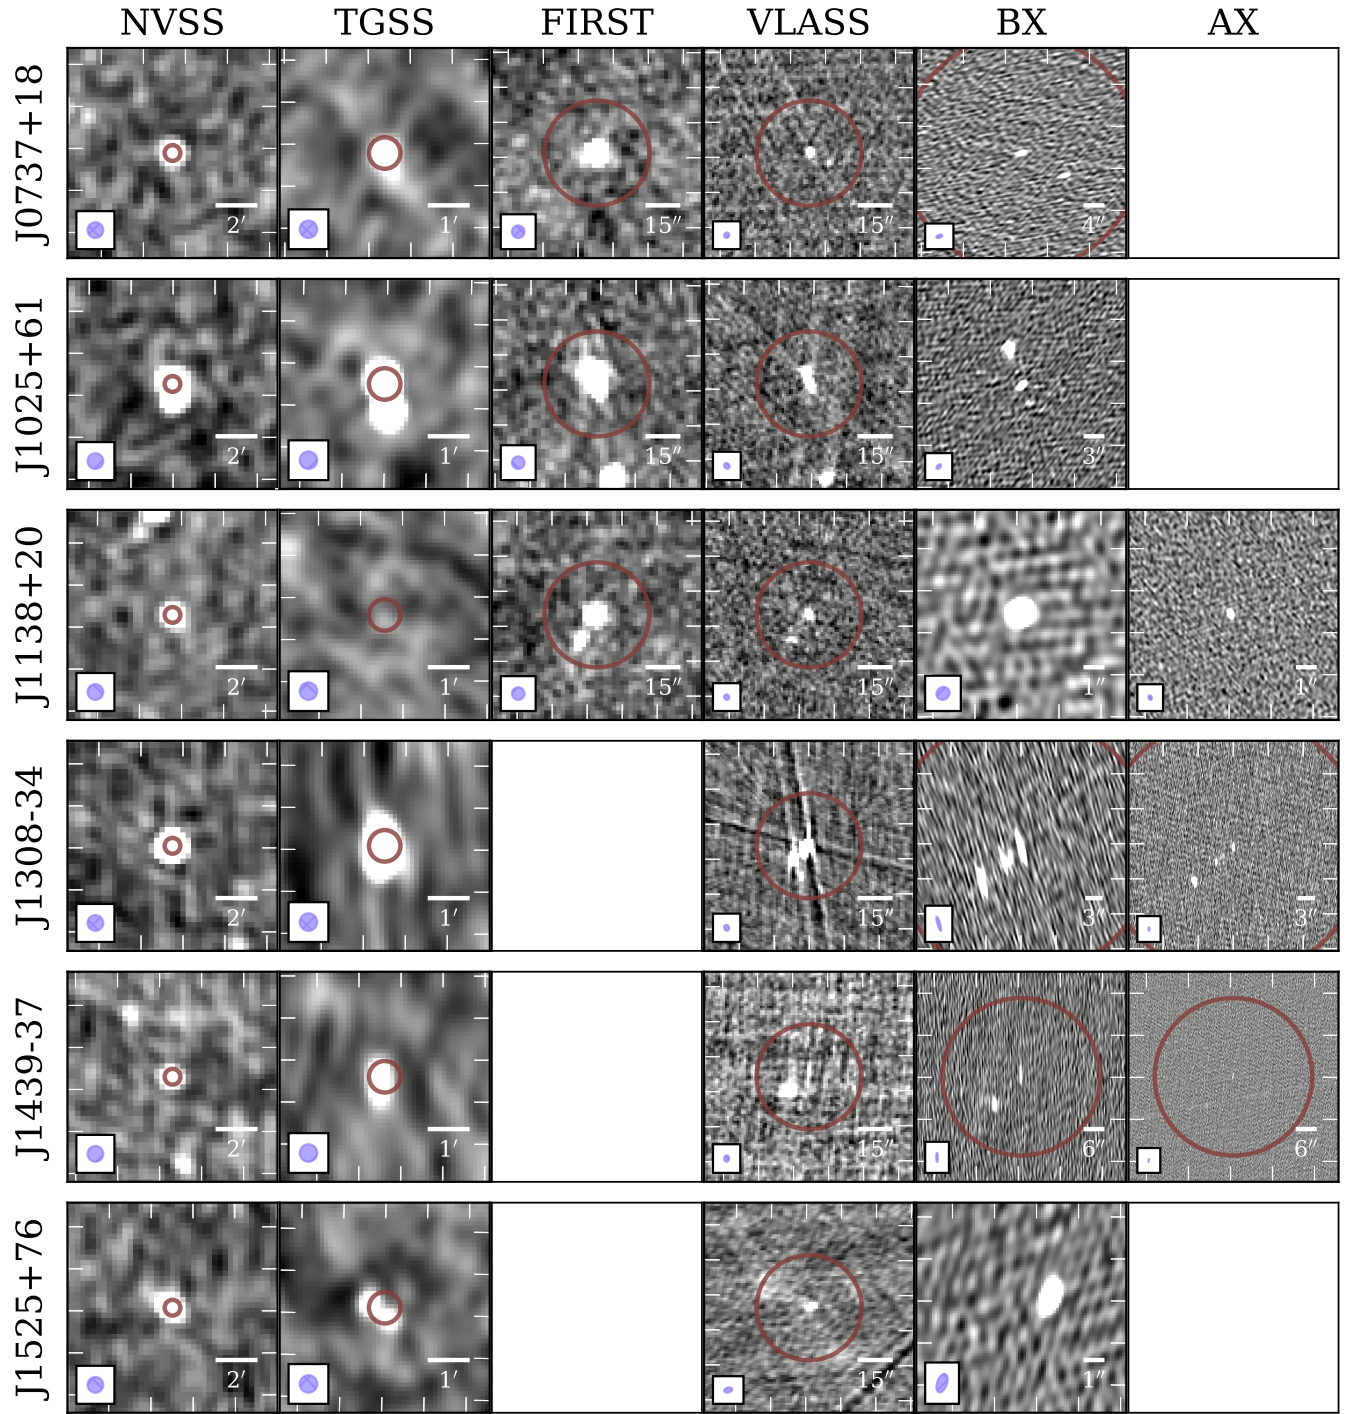 NVSS TGSS FIRST VLASS BX AX
J0737+18
2′ 1′ 15″ 15″ 4″
J1025+61
2′ 1′ 15″ 15″ 3″
J1138+20
2′ 1′ 15″ 15″ 1″ 1″
J1308-34
2′ 1′ 15″ 3″ 3″
J1439-37
2′ 1′ 15″ 6″ 6″
J1525+76
2′ 1′ 15″ 1″